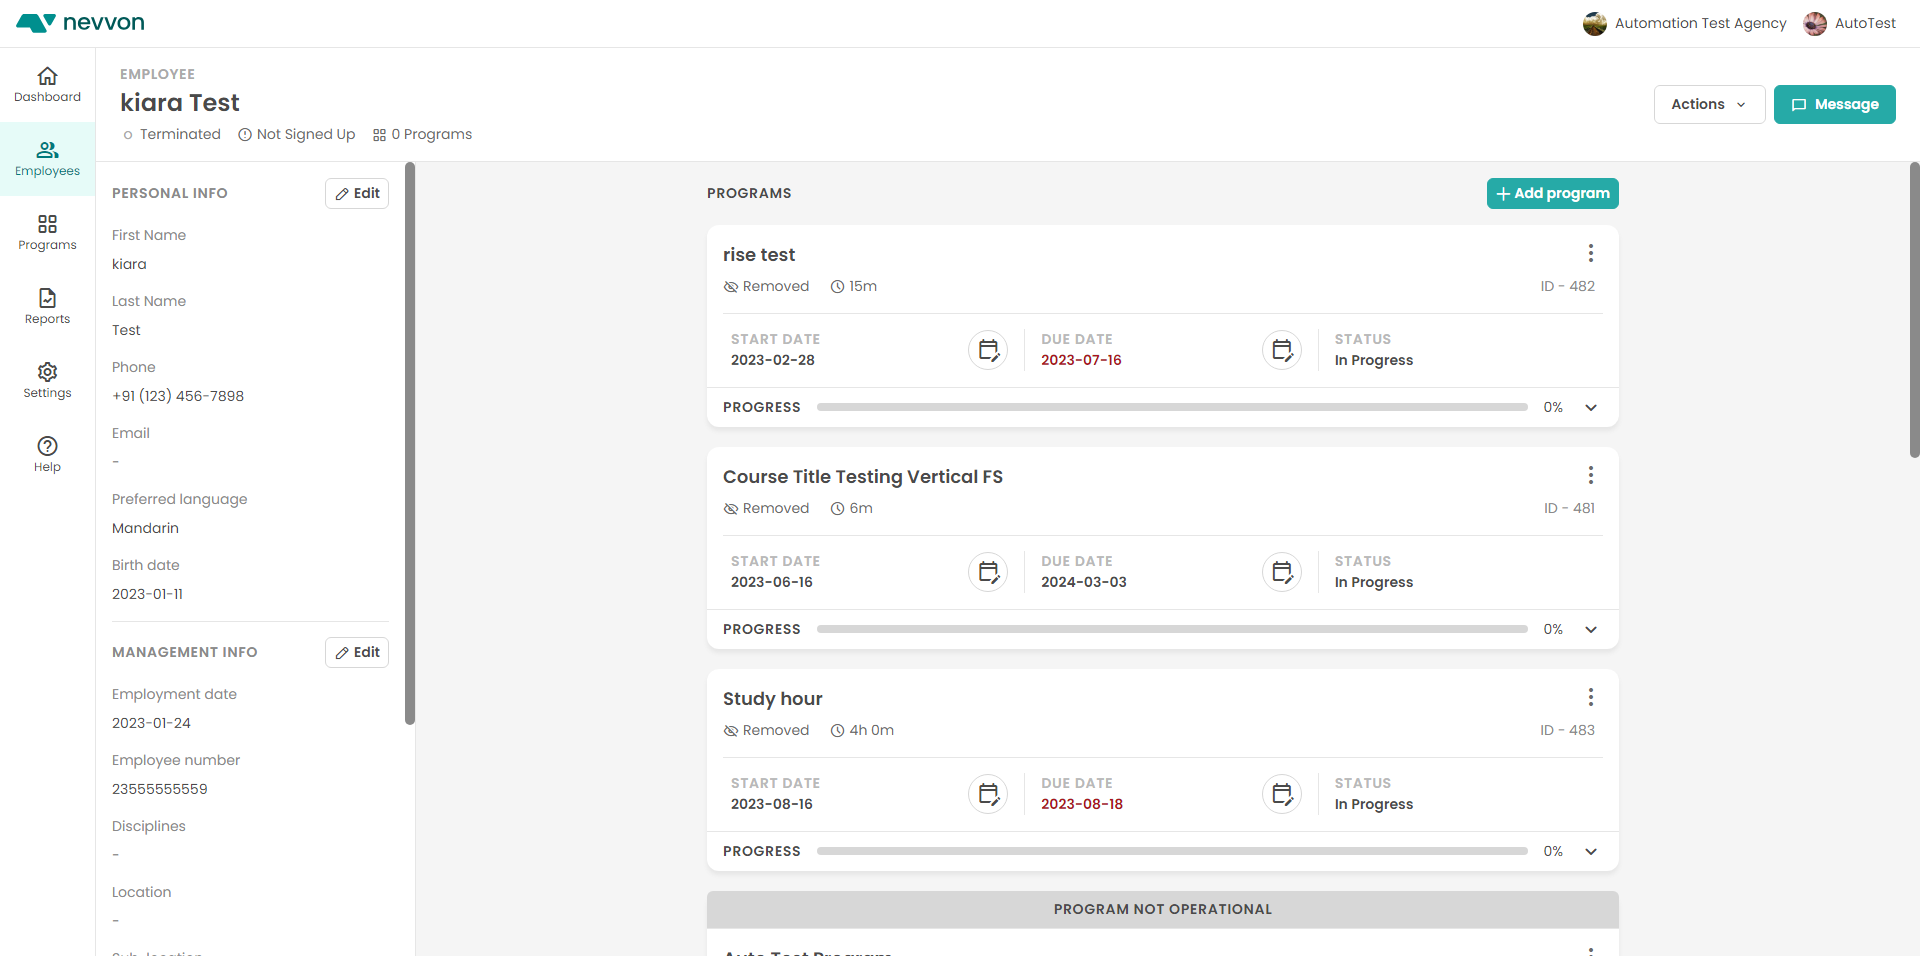 nevvon
Automation Test Agency
AutoTest
Dashboard
Employees
Programs
Reports
Settings
Help
EMPLOYEE
kiara Test
Terminated
Not Signed Up
0 Programs
Actions
Message
PERSONAL INFO
Edit
First Name
kiara
Last Name
Test
Phone
+91 (123) 456-7898
Email
-
Preferred language
Mandarin
Birth date
2023-01-11
MANAGEMENT INFO
Edit
Employment date
2023-01-24
Employee number
23555555559
Disciplines
-
Location
-
Sub-location
PROGRAMS
Add program
rise test
Removed 15m
ID - 482
START DATE
2023-02-28
DUE DATE
2023-07-16
STATUS
In Progress
PROGRESS 0%
Course Title Testing Vertical FS
Removed 6m
ID - 481
START DATE
2023-06-16
DUE DATE
2024-03-03
STATUS
In Progress
PROGRESS 0%
Study hour
Removed 4h 0m
ID - 483
START DATE
2023-08-16
DUE DATE
2023-08-18
STATUS
In Progress
PROGRESS 0%
PROGRAM NOT OPERATIONAL
Auto Test Program